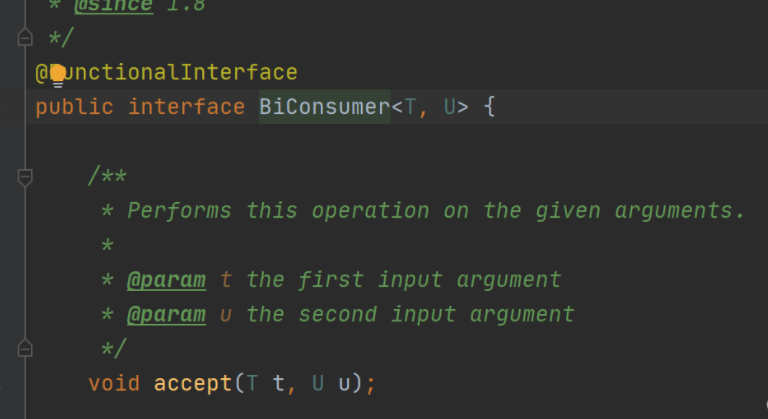 * @since 1.8
*/
@FunctionalInterface
public interface BiConsumer<T, U> {
/**
* Performs this operation on the given arguments.
*
* @param t the first input argument
* @param u the second input argument
*/
void accept(T t, U u);